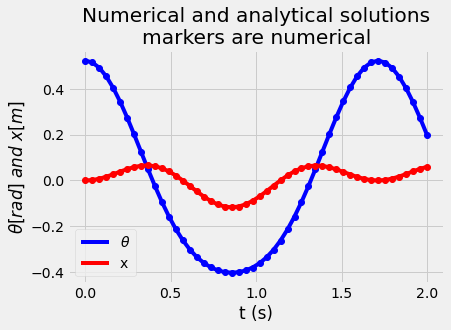 Numerical and analytical solutions
markers are numerical
θ[rad] and x[m]
0.4
0.2
0.0
−0.2
−0.4
θ
x
0.0 0.5 1.0 1.5 2.0
t (s)